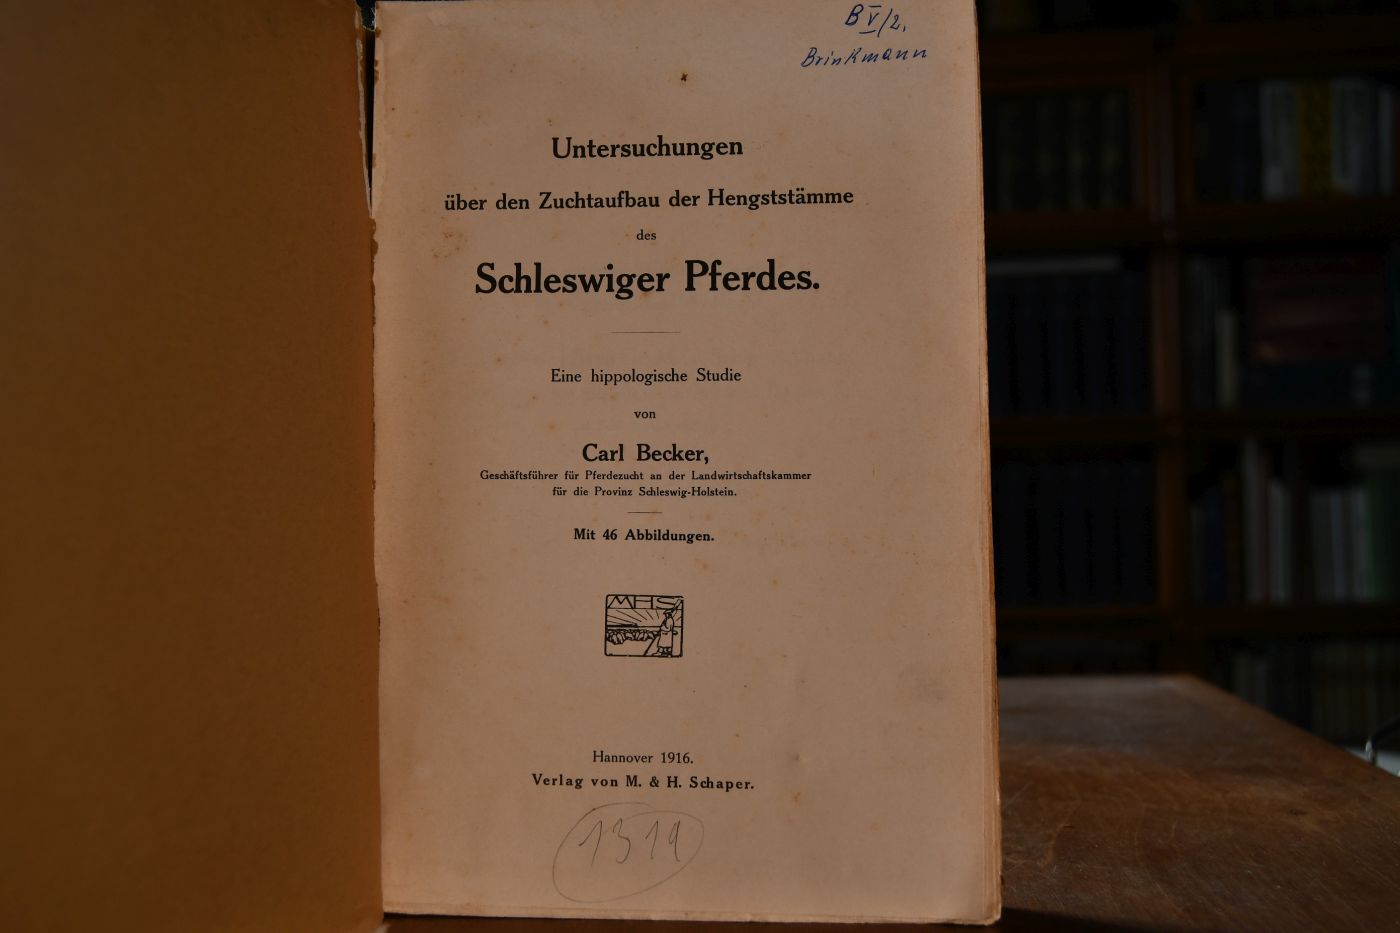 B V/2.
Brinkmann
Untersuchungen
über den Zuchtaufbau der Hengststämme
des
Schleswiger Pferdes.
Eine hippologische Studie
von
Carl Becker,
Geschäftsführer für Pferdezucht an der Landwirtschaftskammer
für die Provinz Schleswig-Holstein.
Mit 46 Abbildungen.
MHS
Hannover 1916.
Verlag von M. & H. Schaper.
1319